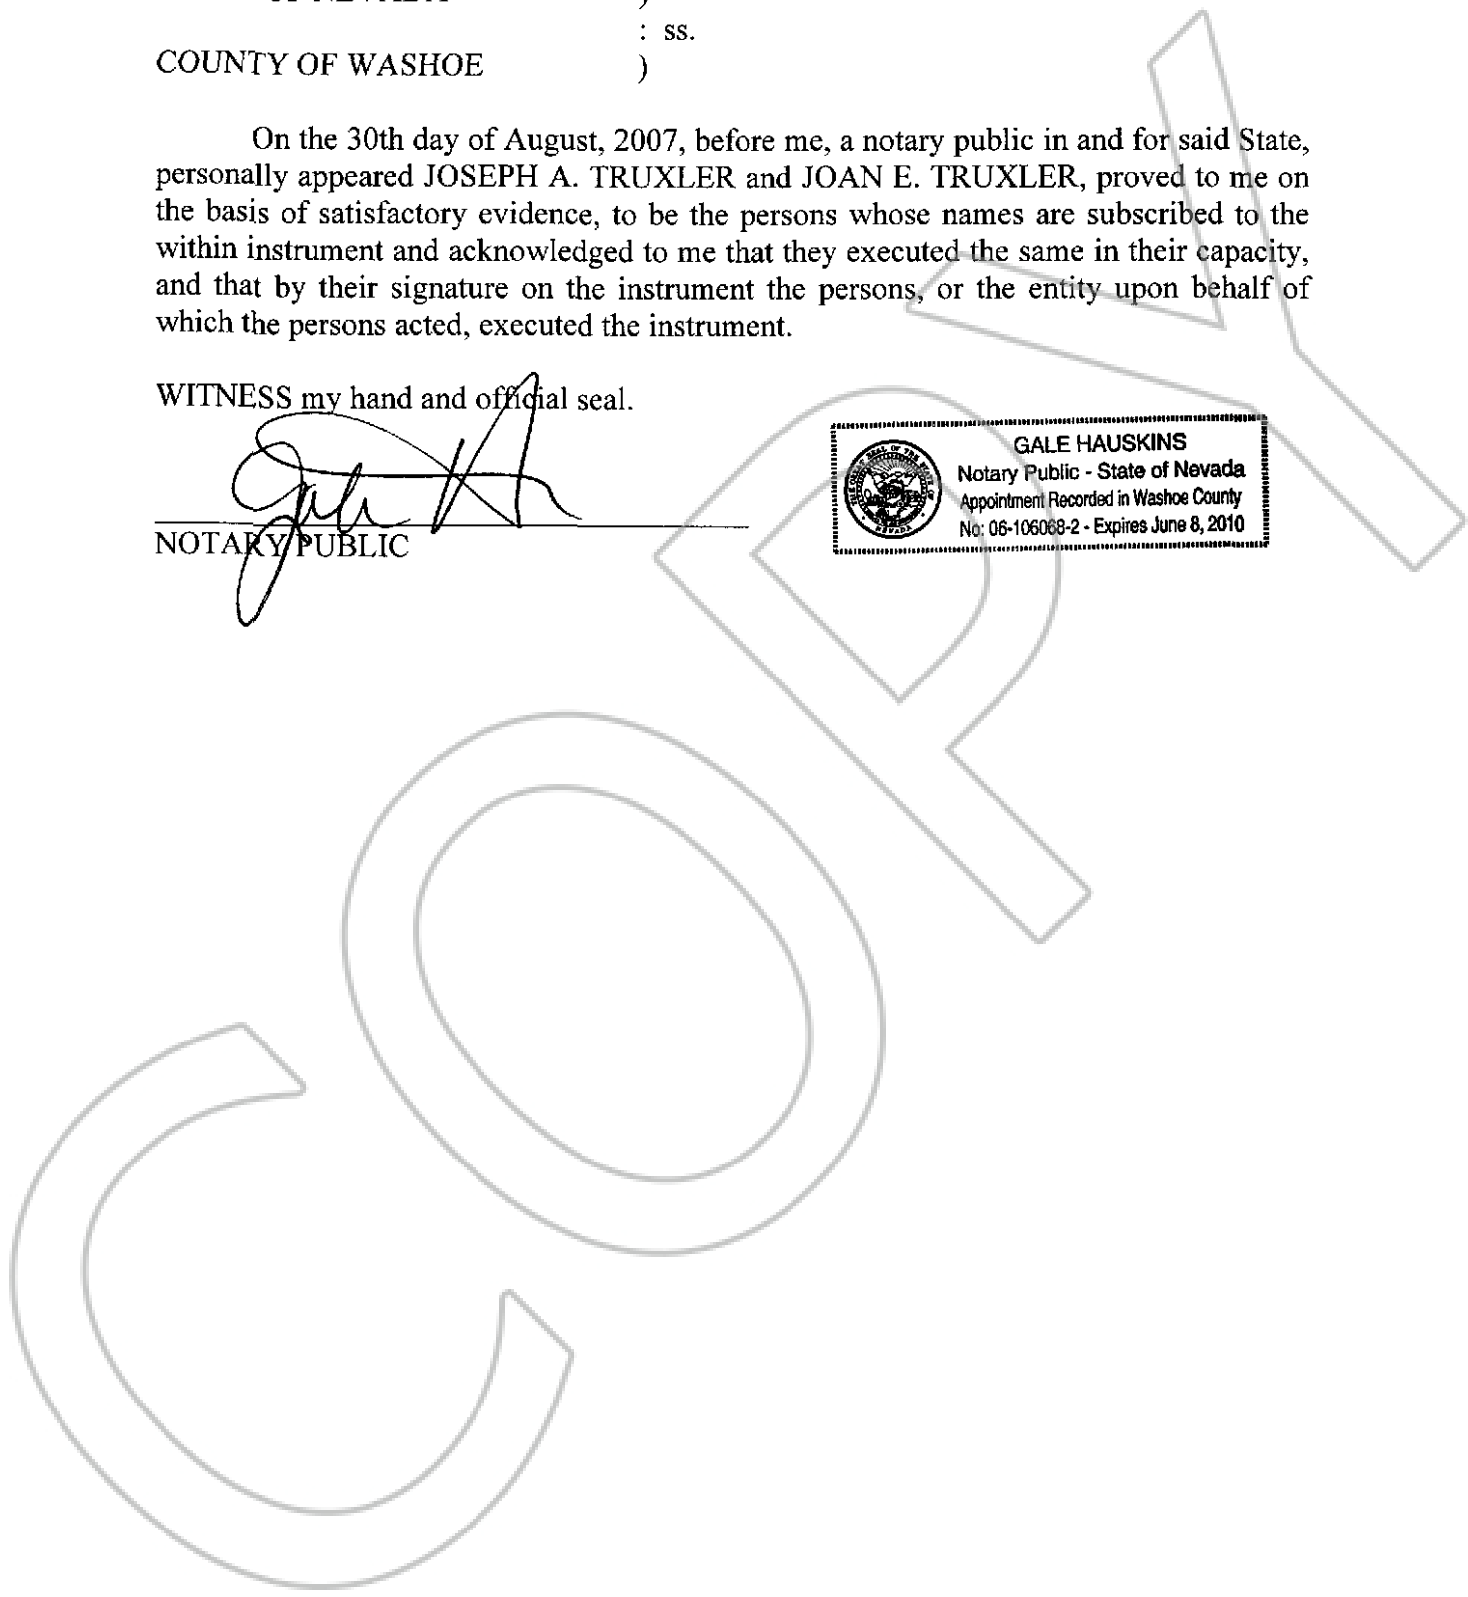 : ss.
COUNTY OF WASHOE )
On the 30th day of August, 2007, before me, a notary public in and for said State,
personally appeared JOSEPH A. TRUXLER and JOAN E. TRUXLER, proved to me on
the basis of satisfactory evidence, to be the persons whose names are subscribed to the
within instrument and acknowledged to me that they executed the same in their capacity,
and that by their signature on the instrument the persons, or the entity upon behalf of
which the persons acted, executed the instrument.
WITNESS my hand and official seal.
NOTARY PUBLIC
GALE HAUSKINS
Notary Public - State of Nevada
Appointment Recorded in Washoe County
No: 06-106068-2 - Expires June 8, 2010
COPY